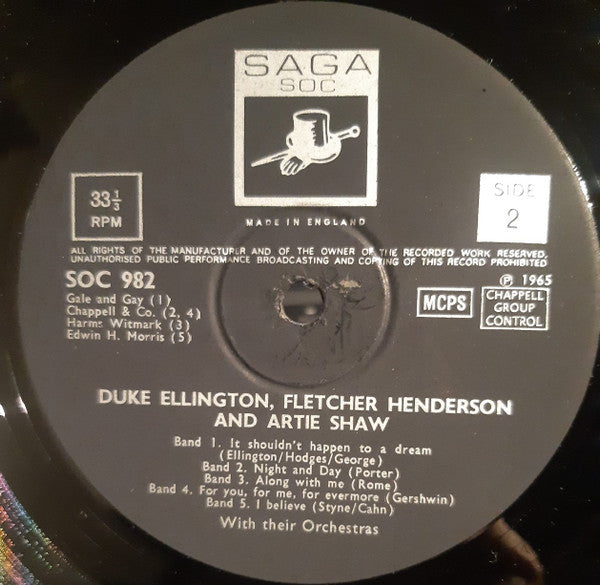 SAGA
SOC
33⅓
RPM
SIDE
2
MADE IN ENGLAND
ALL RIGHTS OF THE MANUFACTURER AND OF THE OWNER OF THE RECORDED WORK RESERVED.
UNAUTHORISED PUBLIC PERFORMANCE BROADCASTING AND COPYING OF THIS RECORD PROHIBITED
SOC 982
℗ 1965
Gale and Gay (1)
Chappell & Co. (2, 4)
Harms Witmark (3)
Edwin H. Morris (5)
MCPS
CHAPPELL
GROUP
CONTROL
DUKE ELLINGTON, FLETCHER HENDERSON
AND ARTIE SHAW
Band 1. It shouldn't happen to a dream
(Ellington/Hodges/George)
Band 2. Night and Day (Porter)
Band 3. Along with me (Rome)
Band 4. For you, for me, for evermore (Gershwin)
Band 5. I believe (Styne/Cahn)
With their Orchestras